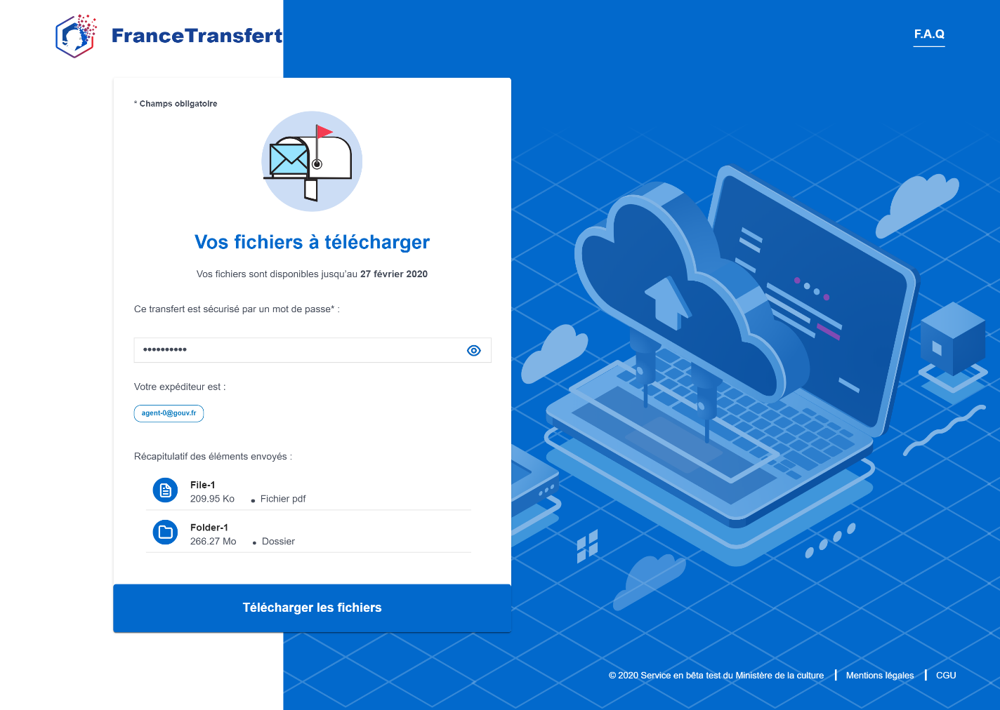 FranceTransfert
F.A.Q
* Champs obligatoire
Vos fichiers à télécharger
Vos fichiers sont disponibles jusqu'au 27 février 2020
Ce transfert est sécurisé par un mot de passe* :
••••••••••
Votre expéditeur est :
agent-0@gouv.fr
Récapitulatif des éléments envoyés :
File-1
209.95 Ko • Fichier pdf
Folder-1
266.27 Mo • Dossier
Télécharger les fichiers
© 2020 Service en bêta test du Ministère de la culture | Mentions légales | CGU